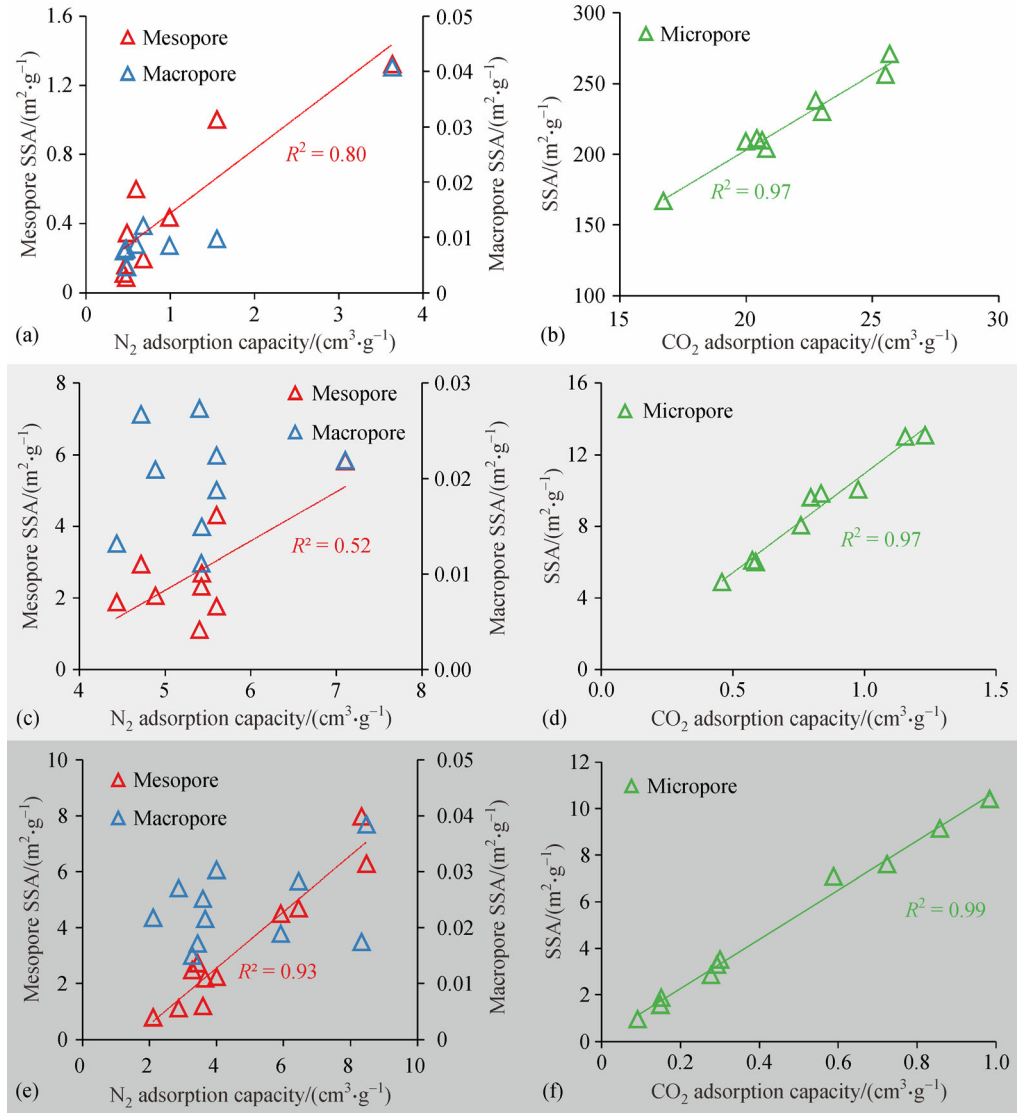 1.6
1.2
0.8
0.4
0
Mesopore SSA/(m²·g⁻¹)
Mesopore
Macropore
R² = 0.80
0.05
0.04
0.03
0.02
0.01
0
Macropore SSA/(m²·g⁻¹)
0 1 2 3 4
(a) N₂ adsorption capacity/(cm³·g⁻¹)
300
250
200
150
100
SSA/(m²·g⁻¹)
Micropore
R² = 0.97
15 20 25 30
(b) CO₂ adsorption capacity/(cm³·g⁻¹)
8
6
4
2
0
Mesopore SSA/(m²·g⁻¹)
Mesopore
Macropore
R² = 0.52
0.03
0.02
0.01
0.00
Macropore SSA/(m²·g⁻¹)
4 5 6 7 8
(c) N₂ adsorption capacity/(cm³·g⁻¹)
16
12
8
4
0
SSA/(m²·g⁻¹)
Micropore
R² = 0.97
0.0 0.5 1.0 1.5
(d) CO₂ adsorption capacity/(cm³·g⁻¹)
10
8
6
4
2
0
Mesopore SSA/(m²·g⁻¹)
Mesopore
Macropore
R² = 0.93
0.05
0.04
0.03
0.02
0.01
0
Macropore SSA/(m²·g⁻¹)
0 2 4 6 8 10
(e) N₂ adsorption capacity/(cm³·g⁻¹)
12
10
8
6
4
2
0
SSA/(m²·g⁻¹)
Micropore
R² = 0.99
0 0.2 0.4 0.6 0.8 1.0
(f) CO₂ adsorption capacity/(cm³·g⁻¹)